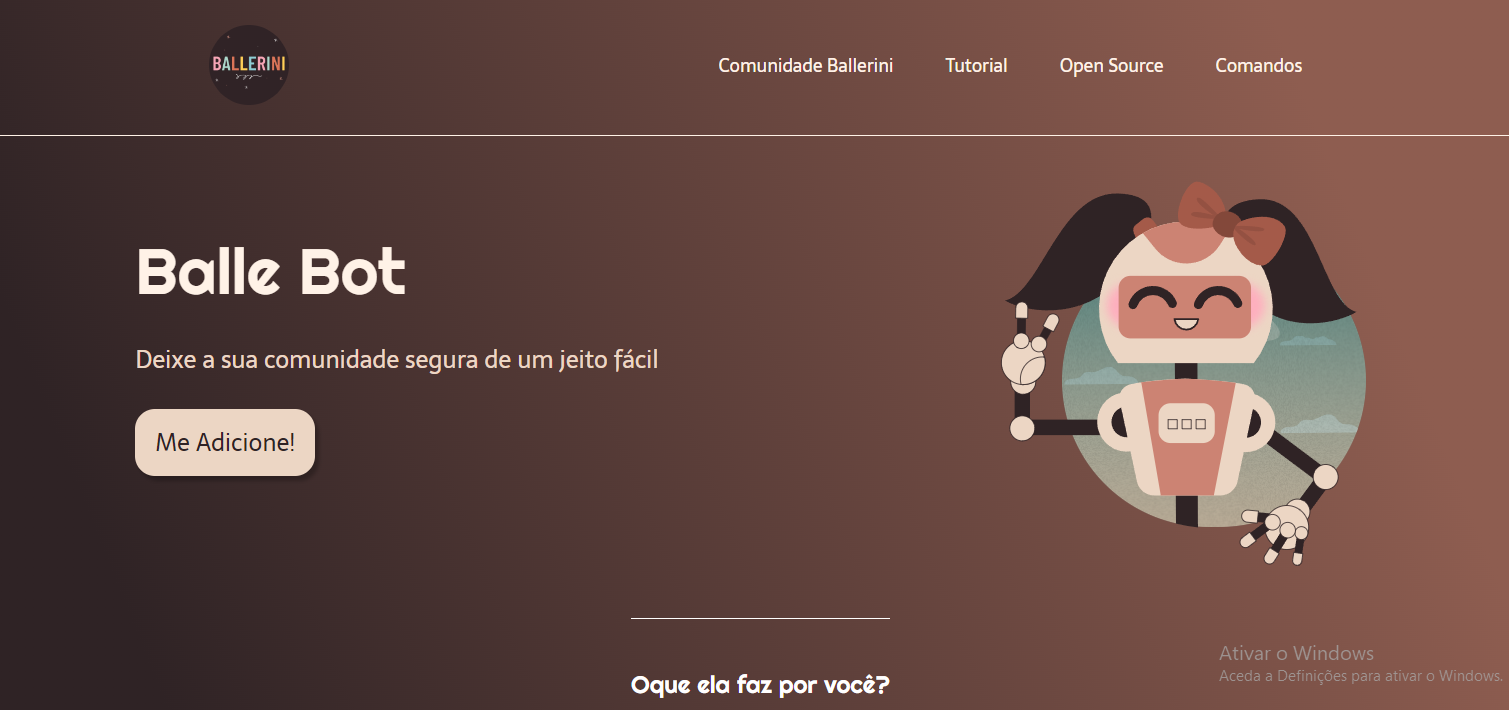 BALLERINI
Comunidade Ballerini
Tutorial
Open Source
Comandos
Balle Bot
Deixe a sua comunidade segura de um jeito fácil
Me Adicione!
Oque ela faz por você?
Ativar o Windows
Aceda a Definições para ativar o Windows.